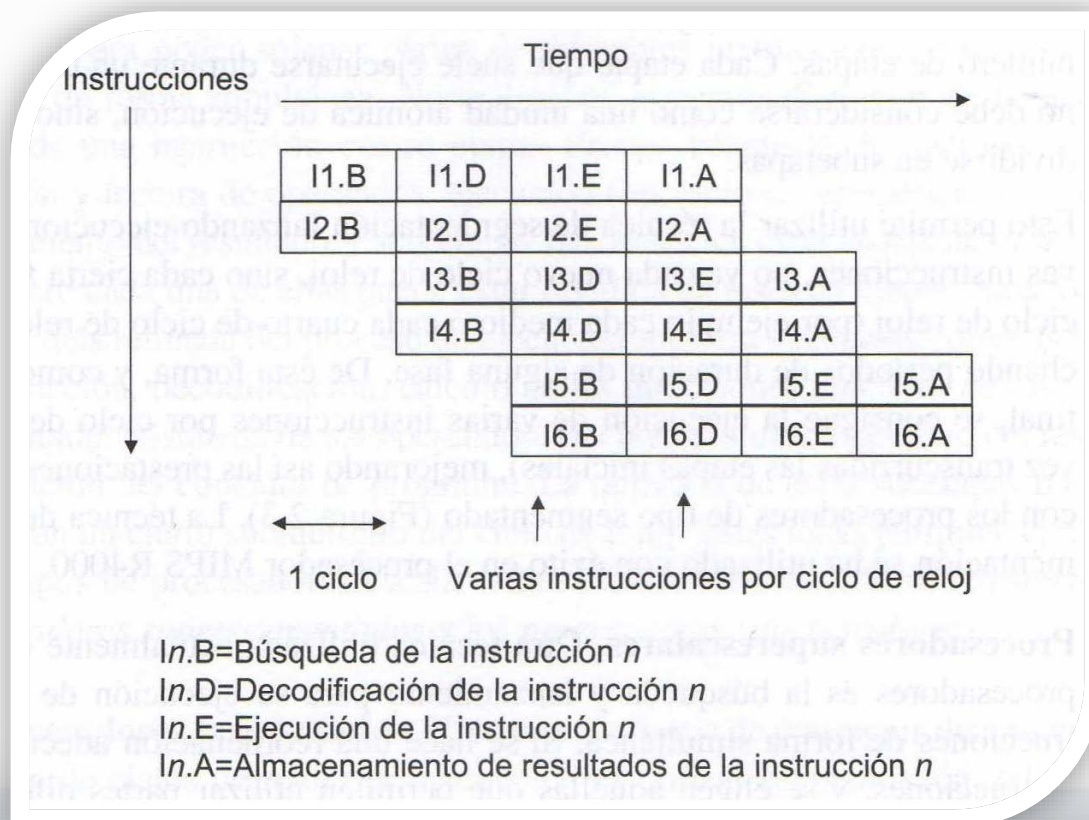 Tiempo
Instrucciones
I1.B I1.D I1.E I1.A
I2.B I2.D I2.E I2.A
I3.B I3.D I3.E I3.A
I4.B I4.D I4.E I4.A
I5.B I5.D I5.E I5.A
I6.B I6.D I6.E I6.A
1 ciclo Varias instrucciones por ciclo de reloj
In.B=Búsqueda de la instrucción n
In.D=Decodificación de la instrucción n
In.E=Ejecución de la instrucción n
In.A=Almacenamiento de resultados de la instrucción n